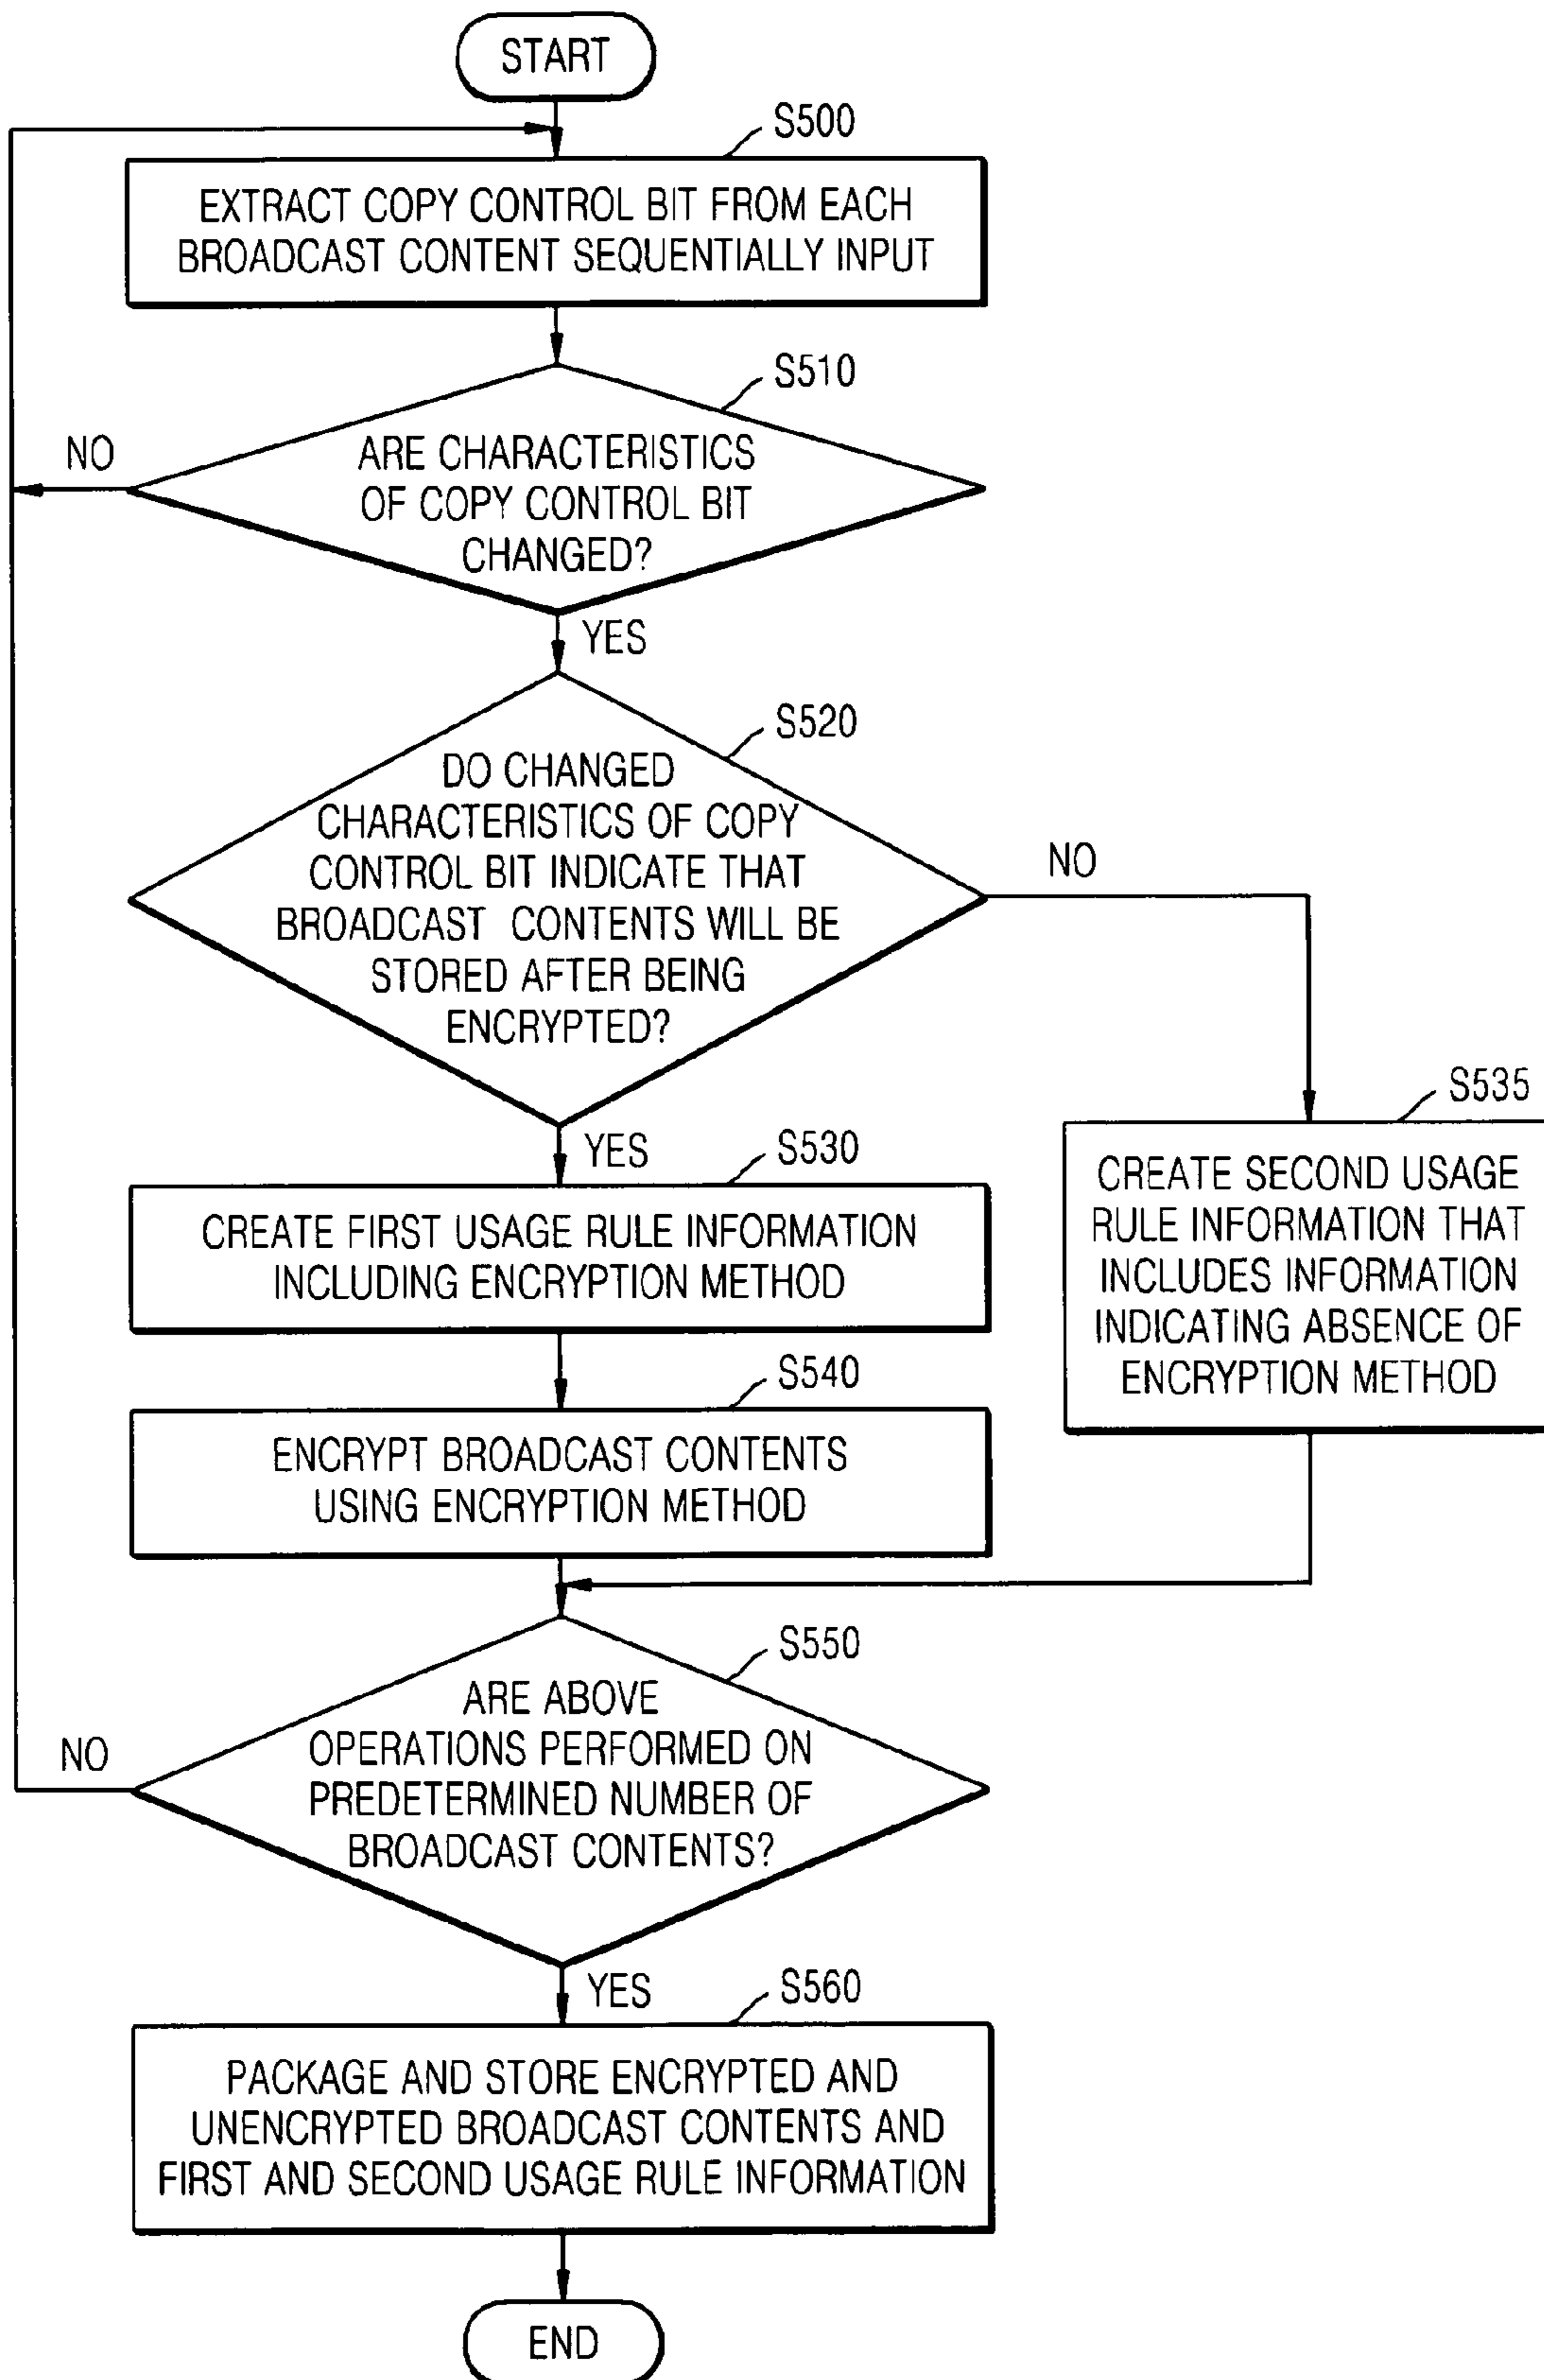 START
S500
EXTRACT COPY CONTROL BIT FROM EACH
BROADCAST CONTENT SEQUENTIALLY INPUT
S510
ARE CHARACTERISTICS
OF COPY CONTROL BIT
CHANGED?
NO
YES
S520
DO CHANGED
CHARACTERISTICS OF COPY
CONTROL BIT INDICATE THAT
BROADCAST CONTENTS WILL BE
STORED AFTER BEING
ENCRYPTED?
NO
YES
S530
CREATE FIRST USAGE RULE INFORMATION
INCLUDING ENCRYPTION METHOD
S535
CREATE SECOND USAGE
RULE INFORMATION THAT
INCLUDES INFORMATION
INDICATING ABSENCE OF
ENCRYPTION METHOD
S540
ENCRYPT BROADCAST CONTENTS
USING ENCRYPTION METHOD
S550
ARE ABOVE
OPERATIONS PERFORMED ON
PREDETERMINED NUMBER OF
BROADCAST CONTENTS?
NO
YES
S560
PACKAGE AND STORE ENCRYPTED AND
UNENCRYPTED BROADCAST CONTENTS AND
FIRST AND SECOND USAGE RULE INFORMATION
END